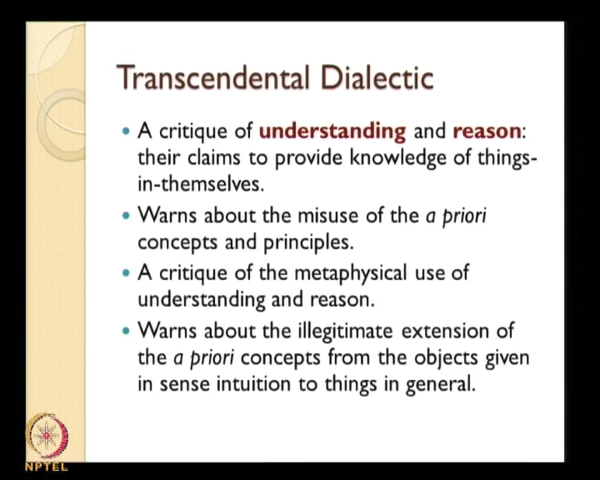 Transcendental Dialectic
• A critique of understanding and reason:
their claims to provide knowledge of things-
in-themselves.
• Warns about the misuse of the a priori
concepts and principles.
• A critique of the metaphysical use of
understanding and reason.
• Warns about the illegitimate extension of
the a priori concepts from the objects given
in sense intuition to things in general.
NPTEL